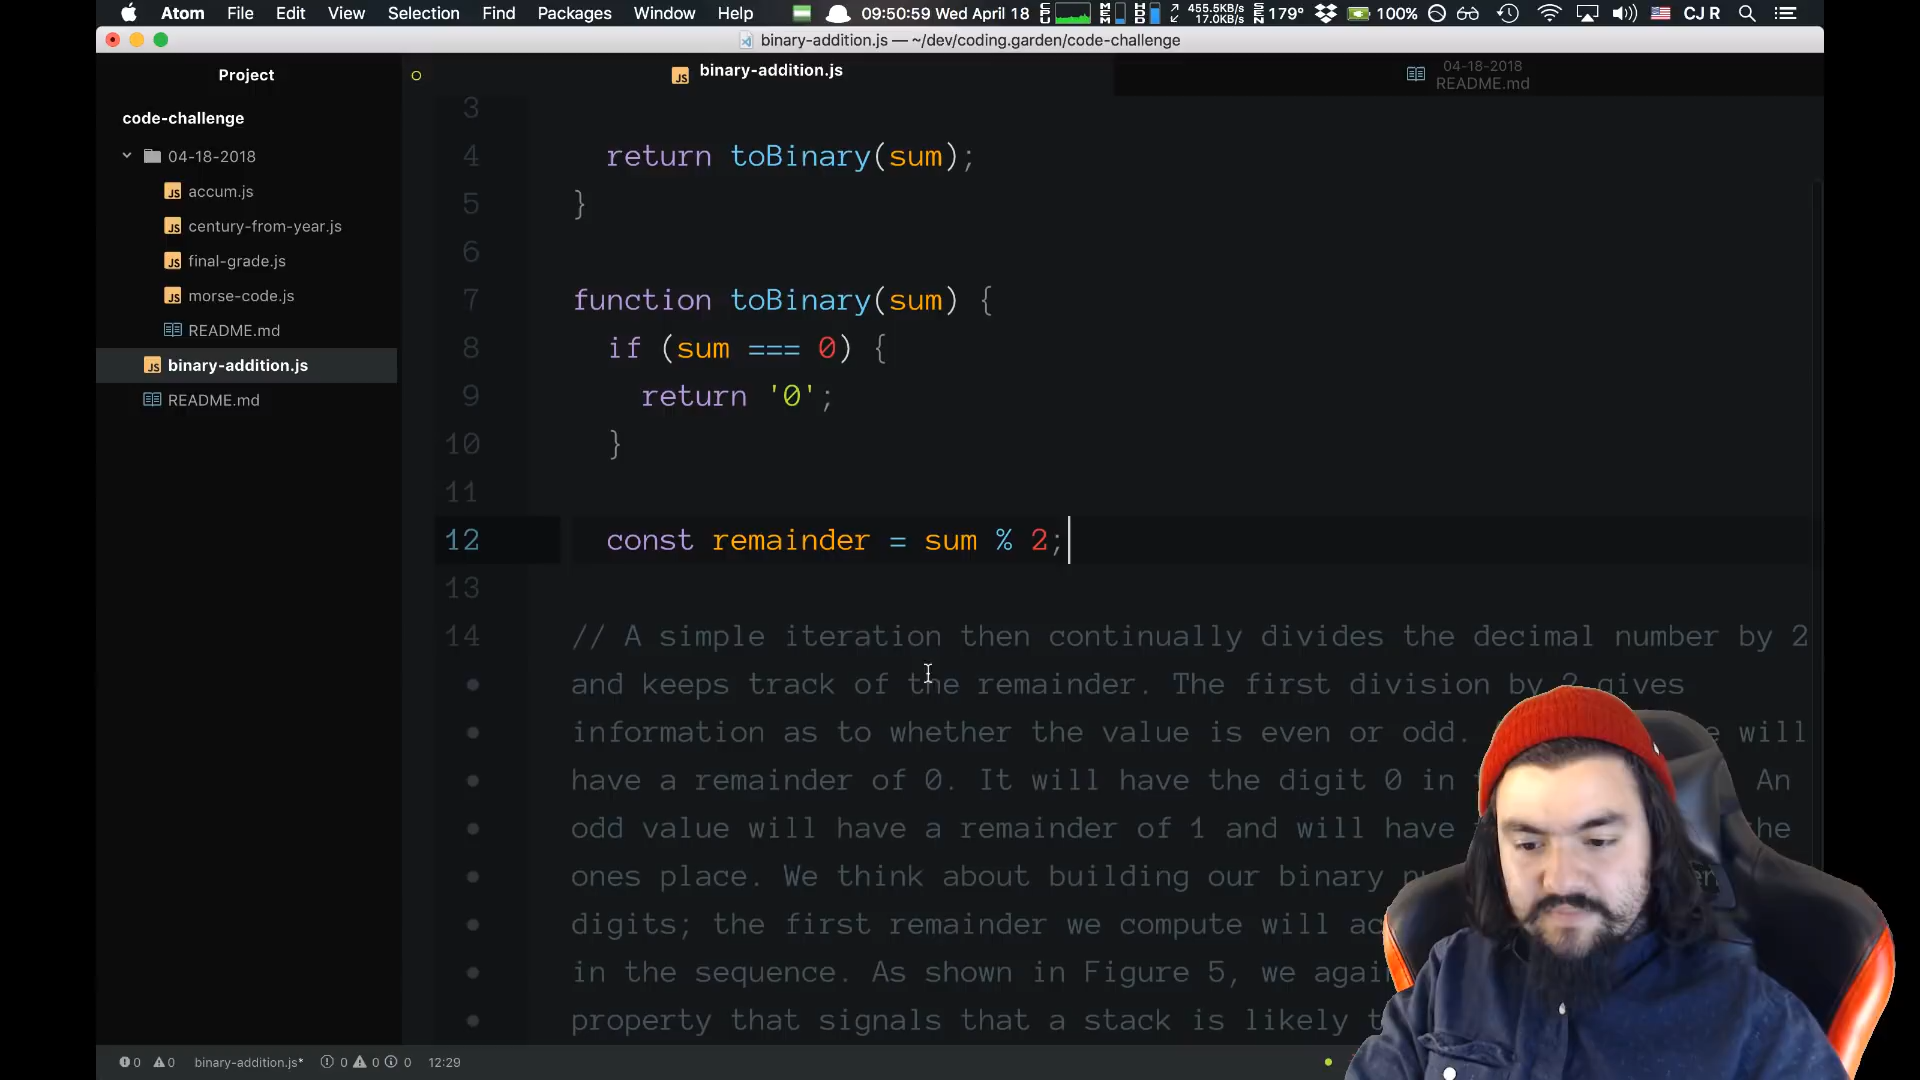 Atom File Edit View Selection Find Packages Window Help
09:50:59 Wed April 18
455.5KB/s
17.0KB/s
179°
100%
CJ R
binary-addition.js — ~/dev/coding.garden/code-challenge
Project
binary-addition.js
04-18-2018
README.md
code-challenge
04-18-2018
accum.js
century-from-year.js
final-grade.js
morse-code.js
README.md
binary-addition.js
README.md
3
4 return toBinary(sum);
5 }
6
7 function toBinary(sum) {
8 if (sum === 0) {
9 return '0';
10 }
11
12 const remainder = sum % 2;
13
14 // A simple iteration then continually divides the decimal number by 2
and keeps track of the remainder. The first division by 2 gives
information as to whether the value is even or odd. will
have a remainder of 0. It will have the digit 0 in An
odd value will have a remainder of 1 and will have
ones place. We think about building our binary
digits; the first remainder we compute will
in the sequence. As shown in Figure 5, we
property that signals that a stack is likely
0 0 binary-addition.js* 0 0 0 12:29